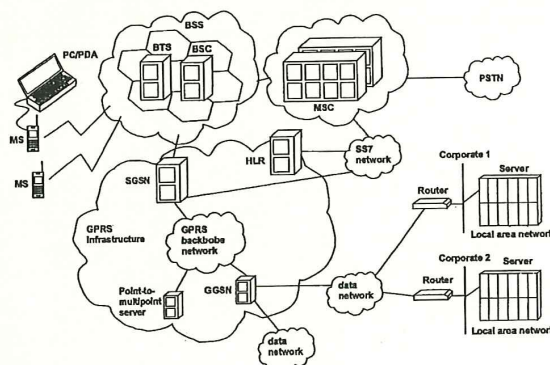 BSS
PC/PDA
BTS
BSC
MSC
PSTN
MS
MS
HLR
SS7
network
SGSN
Corporate 1
Server
Router
Local area network
GPRS
Infrastructure
GPRS
backbobe
network
Corporate 2
Server
Router
Point-to-
multipoint
server
GGSN
data
network
Local area network
data
network